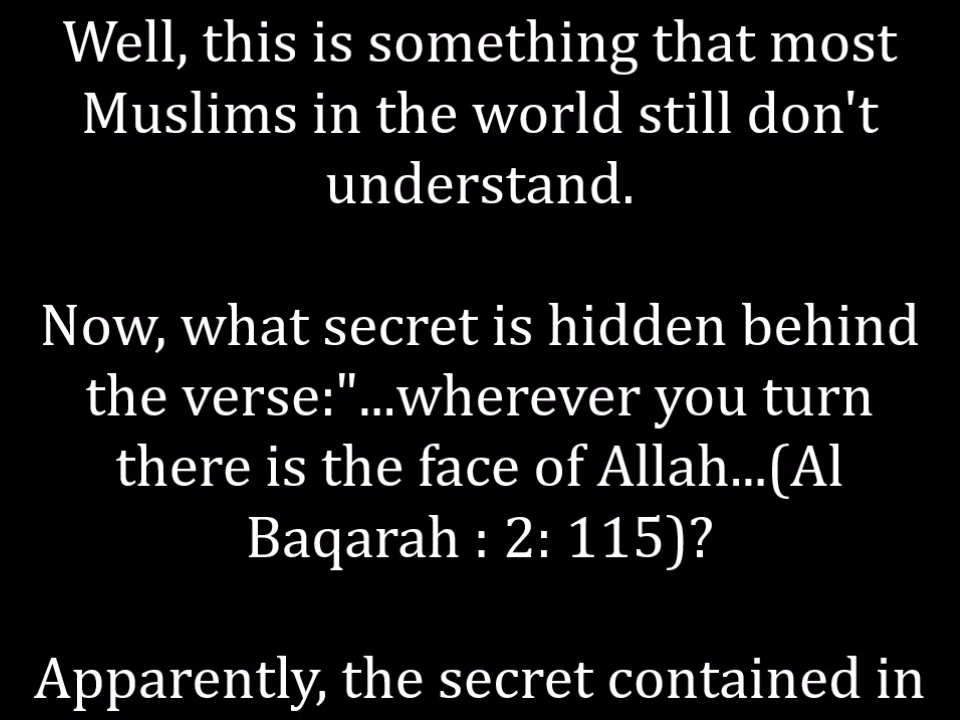 Well, this is something that most
Muslims in the world still don't
understand.
Now, what secret is hidden behind
the verse:"...wherever you turn
there is the face of Allah...(Al
Baqarah : 2: 115)?
Apparently, the secret contained in